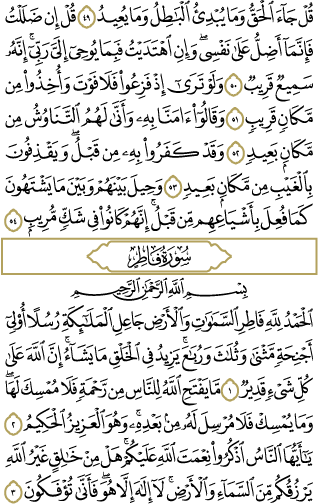 قُلْ جَآءَ ٱلْحَقُّ وَمَا يُبْدِئُ ٱلْبَـٰطِلُ وَمَا يُعِيدُ ٤٩ قُلْ إِن ضَلَلْتُ
فَإِنَّمَآ أَضِلُّ عَلَىٰ نَفْسِى ۖ وَإِنِ ٱهْتَدَيْتُ فَبِمَا يُوحِىٓ إِلَىَّ رَبِّىٓ ۚ إِنَّهُۥ
سَمِيعٌ قَرِيبٌ ٥٠ وَلَوْ تَرَىٰٓ إِذْ فَزِعُوا۟ فَلَا فَوْتَ وَأُخِذُوا۟ مِن
مَّكَانٍ قَرِيبٍ ٥١ وَقَالُوٓا۟ ءَامَنَّا بِهِۦ وَأَنَّىٰ لَهُمُ ٱلتَّنَاوُشُ مِن
مَّكَانٍۭ بَعِيدٍ ٥٢ وَقَدْ كَفَرُوا۟ بِهِۦ مِن قَبْلُ ۖ وَيَقْذِفُونَ
بِٱلْغَيْبِ مِن مَّكَانٍۭ بَعِيدٍ ٥٣ وَحِيلَ بَيْنَهُمْ وَبَيْنَ مَا يَشْتَهُونَ
كَمَا فُعِلَ بِأَشْيَاعِهِم مِّن قَبْلُ ۚ إِنَّهُمْ كَانُوا۟ فِى شَكٍّ مُّرِيبٍۭ ٥٤
سُورَةُ فَاطِرٍ
بِسْمِ ٱللَّهِ ٱلرَّحْمَـٰنِ ٱلرَّحِيمِ
ٱلْحَمْدُ لِلَّهِ فَاطِرِ ٱلسَّمَـٰوَٰتِ وَٱلْأَرْضِ جَاعِلِ ٱلْمَلَـٰٓئِكَةِ رُسُلًا أُو۟لِىٓ
أَجْنِحَةٍ مَّثْنَىٰ وَثُلَـٰثَ وَرُبَـٰعَ ۚ يَزِيدُ فِى ٱلْخَلْقِ مَا يَشَآءُ ۚ إِنَّ ٱللَّهَ عَلَىٰ
كُلِّ شَىْءٍ قَدِيرٌ ١ مَّا يَفْتَحِ ٱللَّهُ لِلنَّاسِ مِن رَّحْمَةٍ فَلَا مُمْسِكَ لَهَا ۖ
وَمَا يُمْسِكْ فَلَا مُرْسِلَ لَهُۥ مِنۢ بَعْدِهِۦ ۚ وَهُوَ ٱلْعَزِيزُ ٱلْحَكِيمُ ٢
يَـٰٓأَيُّهَا ٱلنَّاسُ ٱذْكُرُوا۟ نِعْمَتَ ٱللَّهِ عَلَيْكُمْ ۚ هَلْ مِنْ خَـٰلِقٍ غَيْرُ ٱللَّهِ
يَرْزُقُكُم مِّنَ ٱلسَّمَآءِ وَٱلْأَرْضِ ۚ لَآ إِلَـٰهَ إِلَّا هُوَ ۖ فَأَنَّىٰ تُؤْفَكُونَ ٣